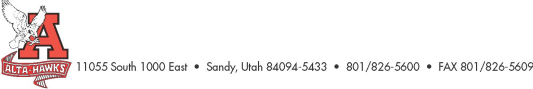 A
ALTA-HAWKS
11055 South 1000 East • Sandy, Utah 84094-5433 • 801/826-5600 • FAX 801/826-5609